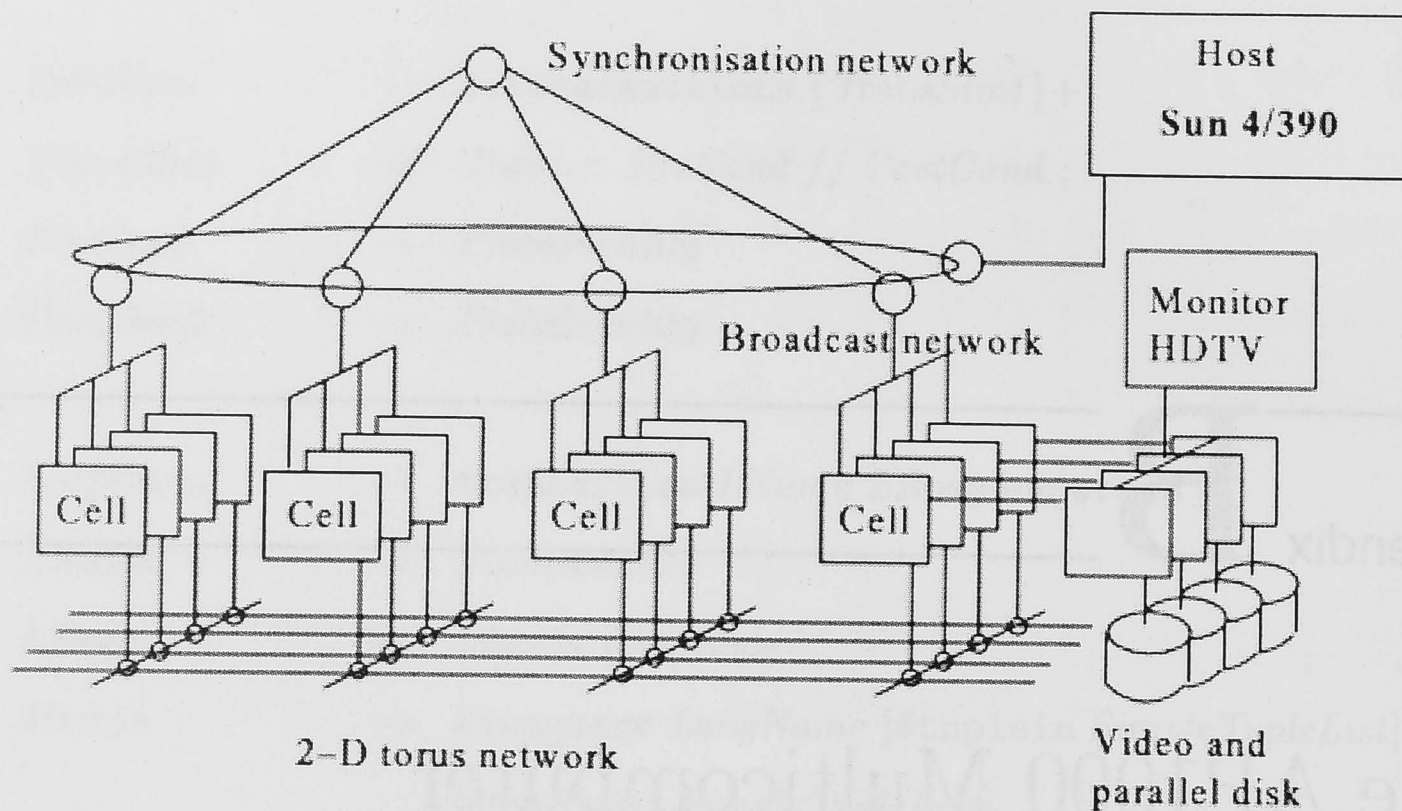 Synchronisation network
Host
Sun 4/390
Monitor
HDTV
Broadcast network
Cell
Cell
Cell
Cell
2-D torus network
Video and
parallel disk